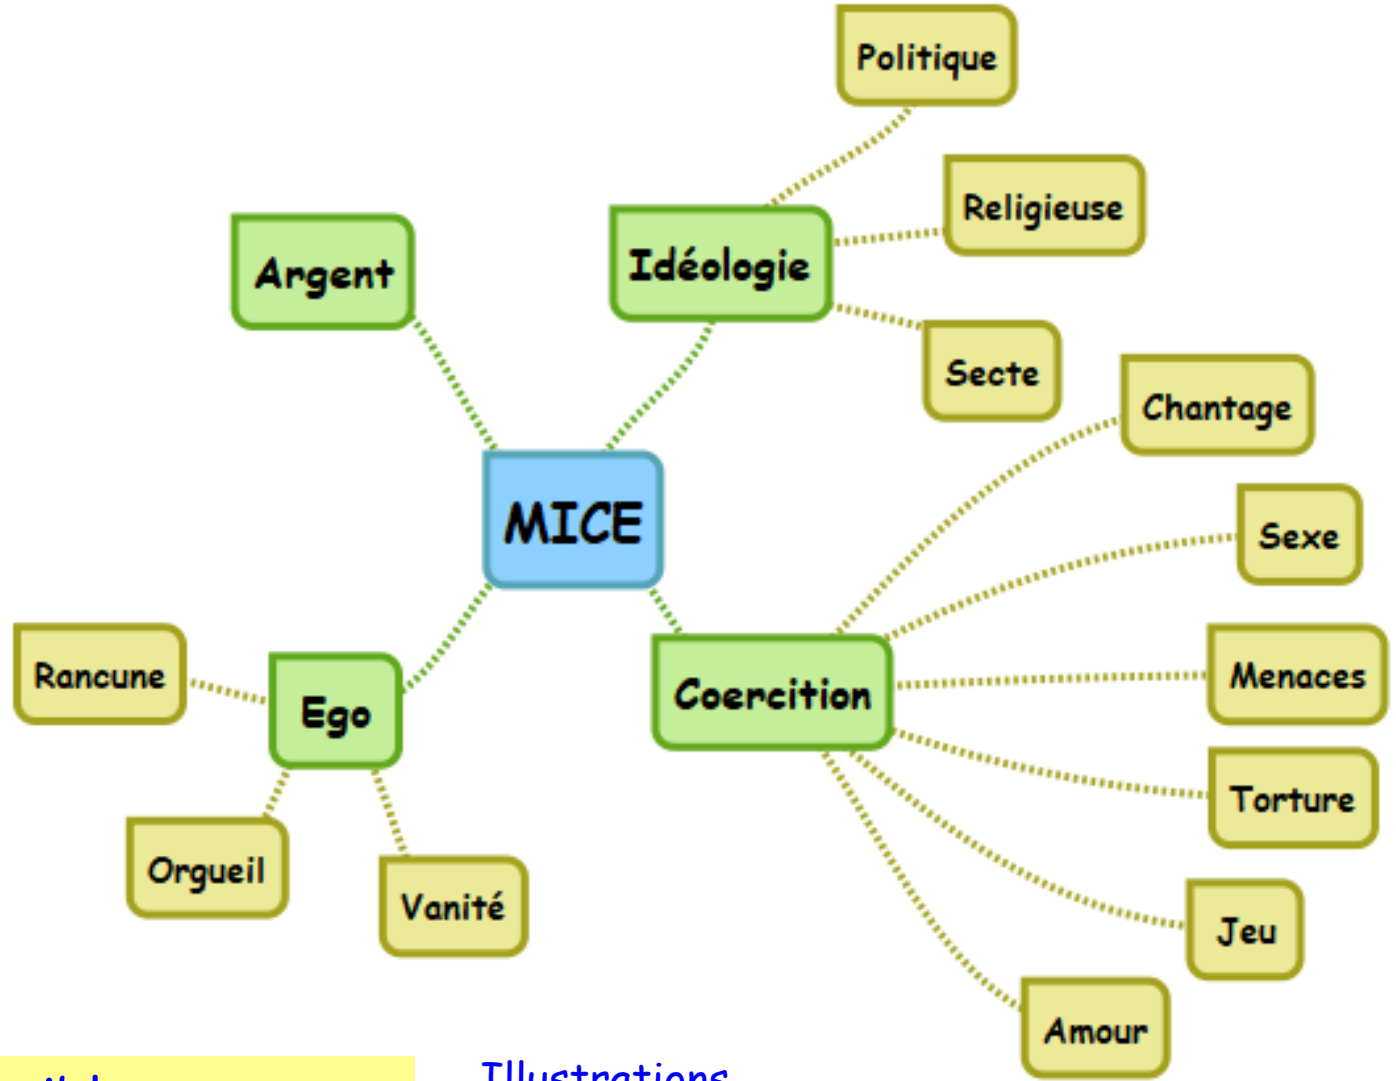 Politique
Religieuse
Argent
Idéologie
Secte
Chantage
MICE
Sexe
Rancune
Ego
Coercition
Menaces
Torture
Orgueil
Vanité
Jeu
Amour
Illustrations